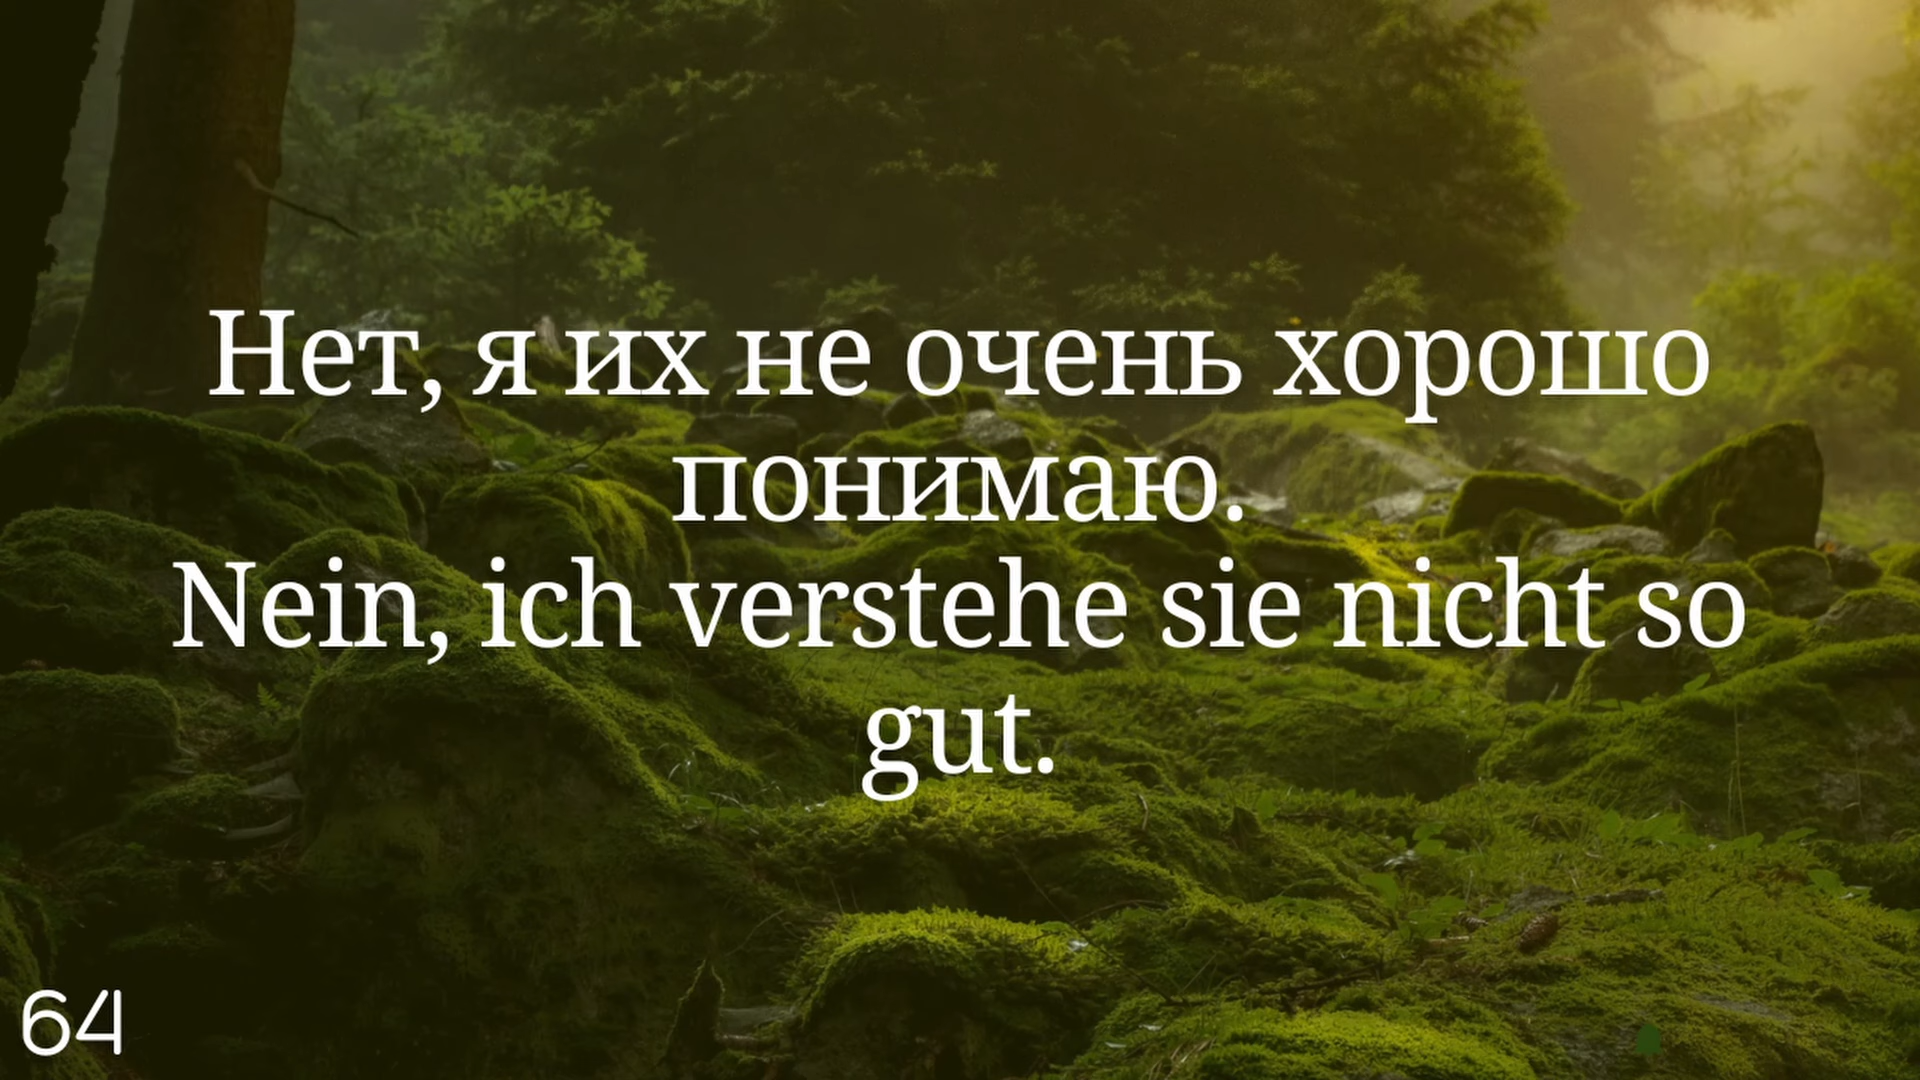 Нет, я их не очень хорошо
понимаю.
Nein, ich verstehe sie nicht so
gut.
64